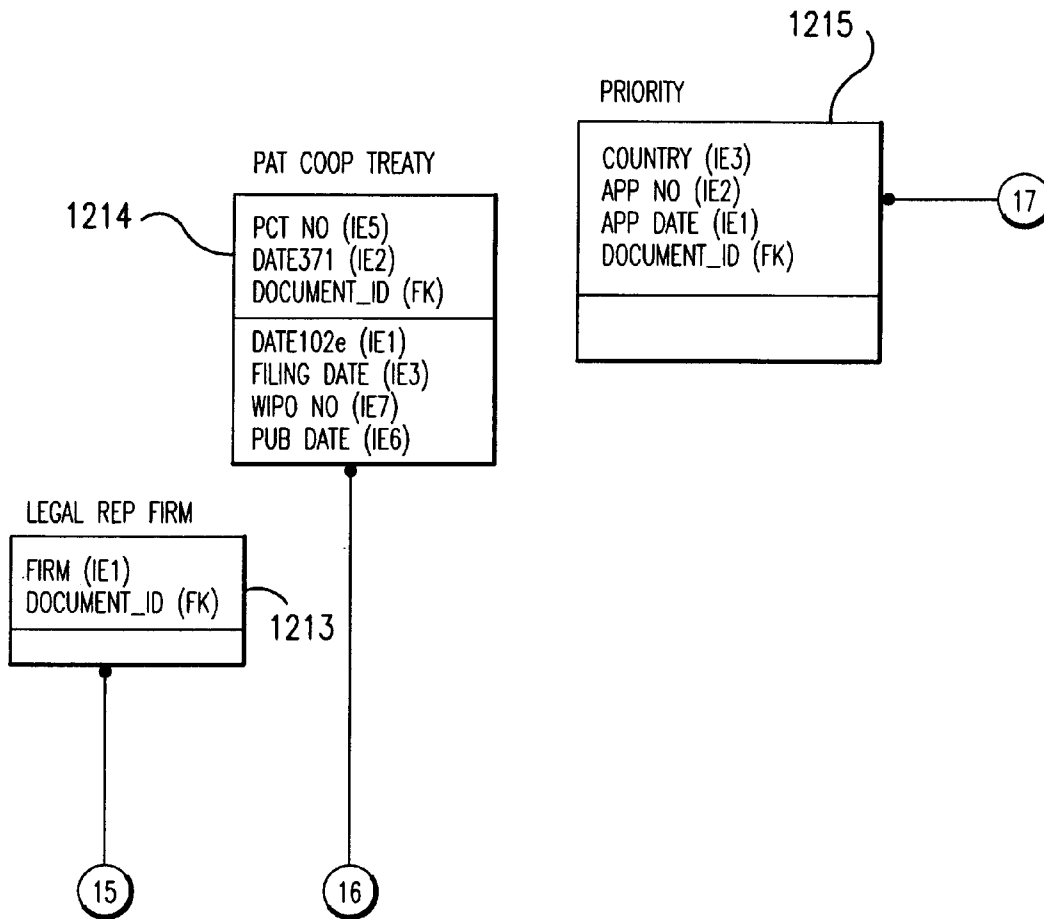 1215
PRIORITY
COUNTRY (IE3)
APP NO (IE2)
APP DATE (IE1)
DOCUMENT_ID (FK)
17
PAT COOP TREATY
1214
PCT NO (IE5)
DATE371 (IE2)
DOCUMENT_ID (FK)
DATE102e (IE1)
FILING DATE (IE3)
WIPO NO (IE7)
PUB DATE (IE6)
LEGAL REP FIRM
FIRM (IE1)
DOCUMENT_ID (FK)
1213
15
16